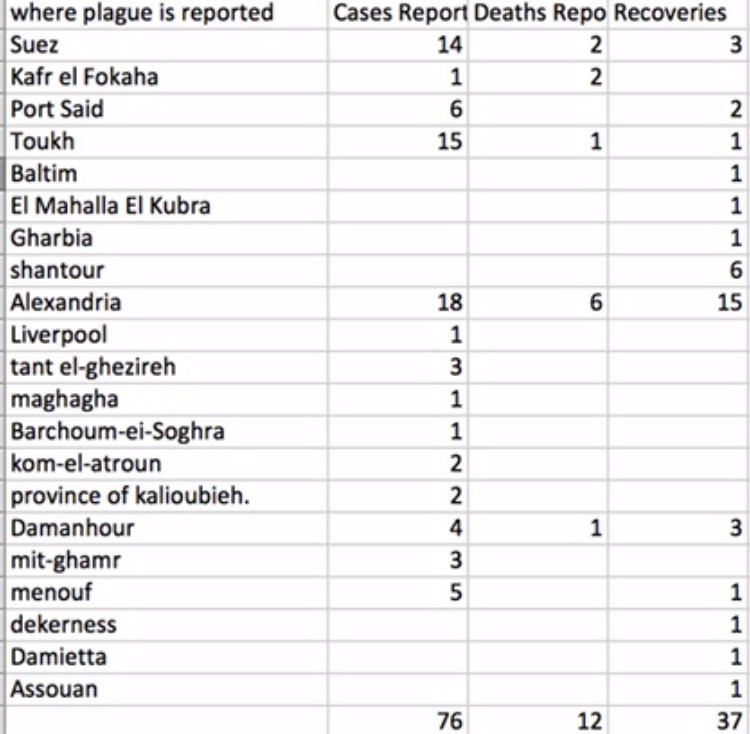 where plague is reported Cases Report Deaths Repo Recoveries
Suez 14 2 3
Kafr el Fokaha 1 2
Port Said 6 2
Toukh 15 1 1
Baltim 1
El Mahalla El Kubra 1
Gharbia 1
shantour 6
Alexandria 18 6 15
Liverpool 1
tant el-ghezireh 3
maghagha 1
Barchoum-ei-Soghra 1
kom-el-atroun 2
province of kalioubieh. 2
Damanhour 4 1 3
mit-ghamr 3
menouf 5 1
dekerness 1
Damietta 1
Assouan 1
76 12 37